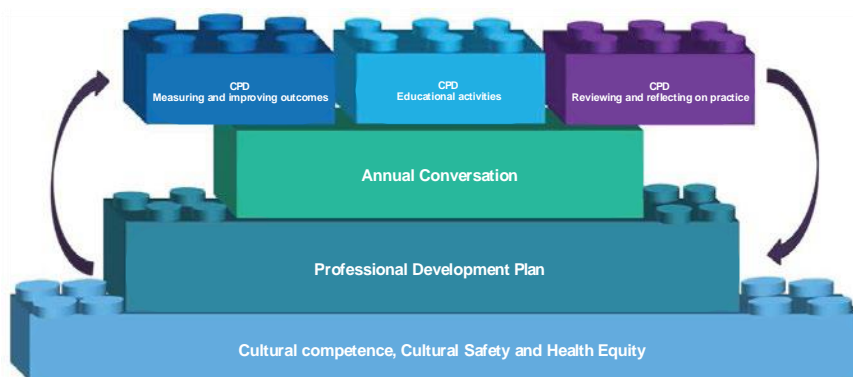 CPD
Measuring and improving outcomes
CPD
Educational activities
CPD
Reviewing and reflecting on practice
Annual Conversation
Professional Development Plan
Cultural competence, Cultural Safety and Health Equity